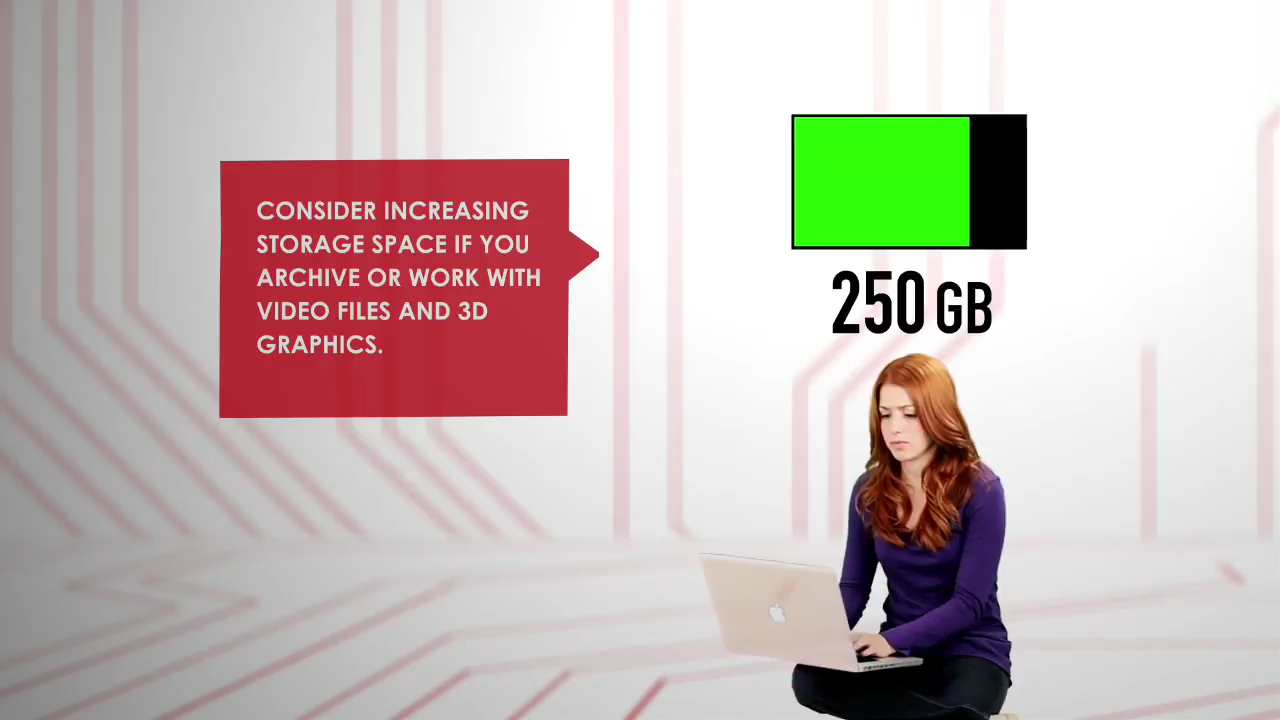 CONSIDER INCREASING
STORAGE SPACE IF YOU
ARCHIVE OR WORK WITH
VIDEO FILES AND 3D
GRAPHICS.
250 GB